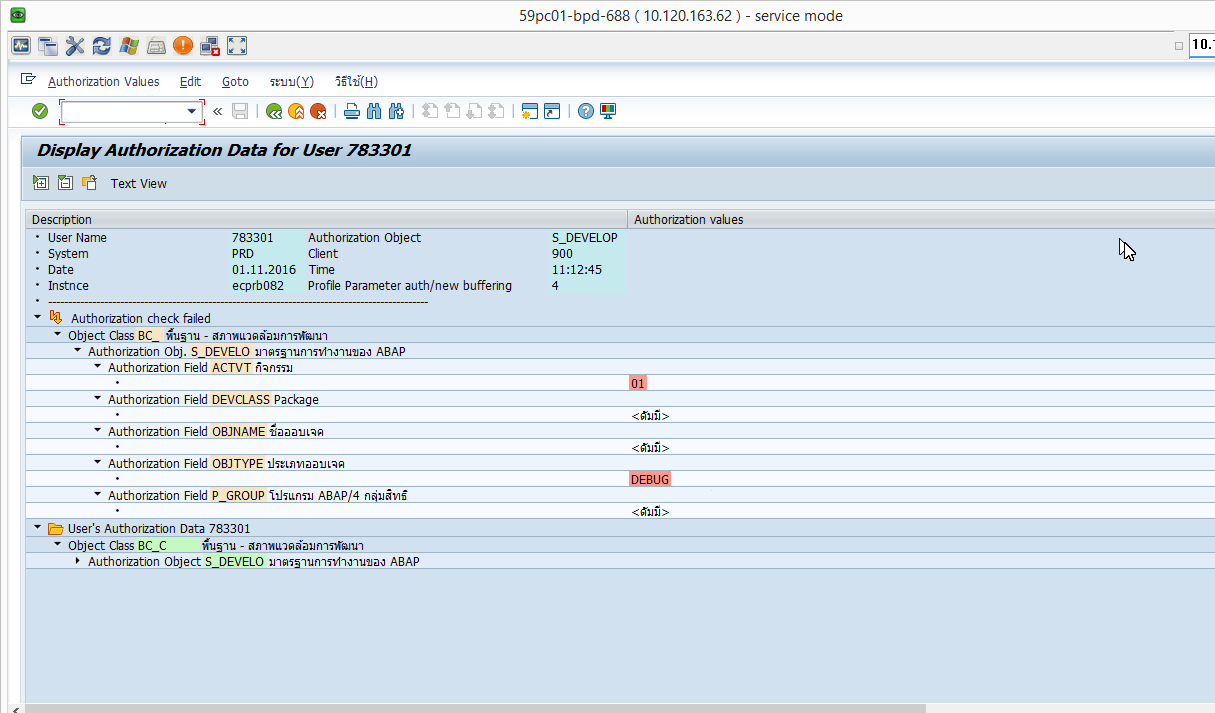 59pc01-bpd-688 ( 10.120.163.62 ) - service mode
10.1
Authorization Values Edit Goto ระบบ(Y) วิธีใช้(H)
Display Authorization Data for User 783301
Text View
Description Authorization values
User Name 783301 Authorization Object S_DEVELOP
System PRD Client 900
Date 01.11.2016 Time 11:12:45
Instnce ecprb082 Profile Parameter auth/new buffering 4
Authorization check failed
Object Class BC_ พื้นฐาน - สภาพแวดล้อมการพัฒนา
Authorization Obj. S_DEVELO มาตรฐานการทำงานของ ABAP
Authorization Field ACTVT กิจกรรม
01
Authorization Field DEVCLASS Package
<ดัมมี่>
Authorization Field OBJNAME ชื่อออบเจค
<ดัมมี่>
Authorization Field OBJTYPE ประเภทออบเจค
DEBUG
Authorization Field P_GROUP โปรแกรม ABAP/4 กลุ่มสิทธิ์
<ดัมมี่>
User's Authorization Data 783301
Object Class BC_C พื้นฐาน - สภาพแวดล้อมการพัฒนา
Authorization Object S_DEVELO มาตรฐานการทำงานของ ABAP